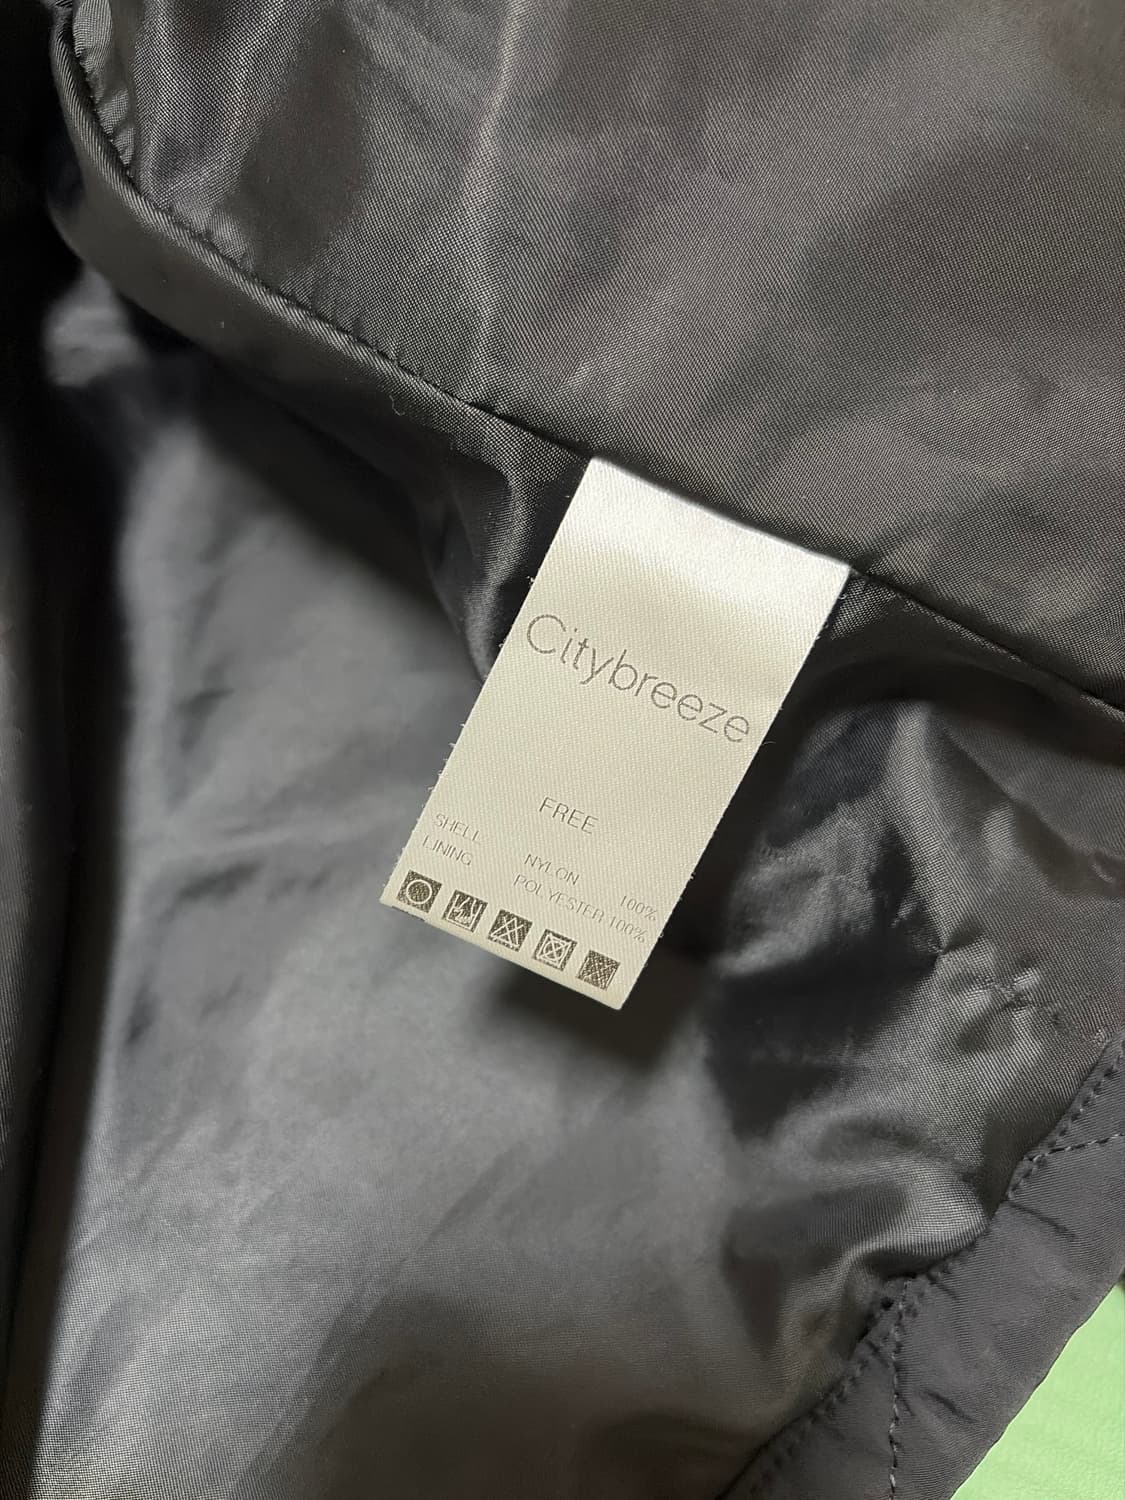 Citybreeze
FREE
SHELL NYLON 100%
LINING POLYESTER 100%